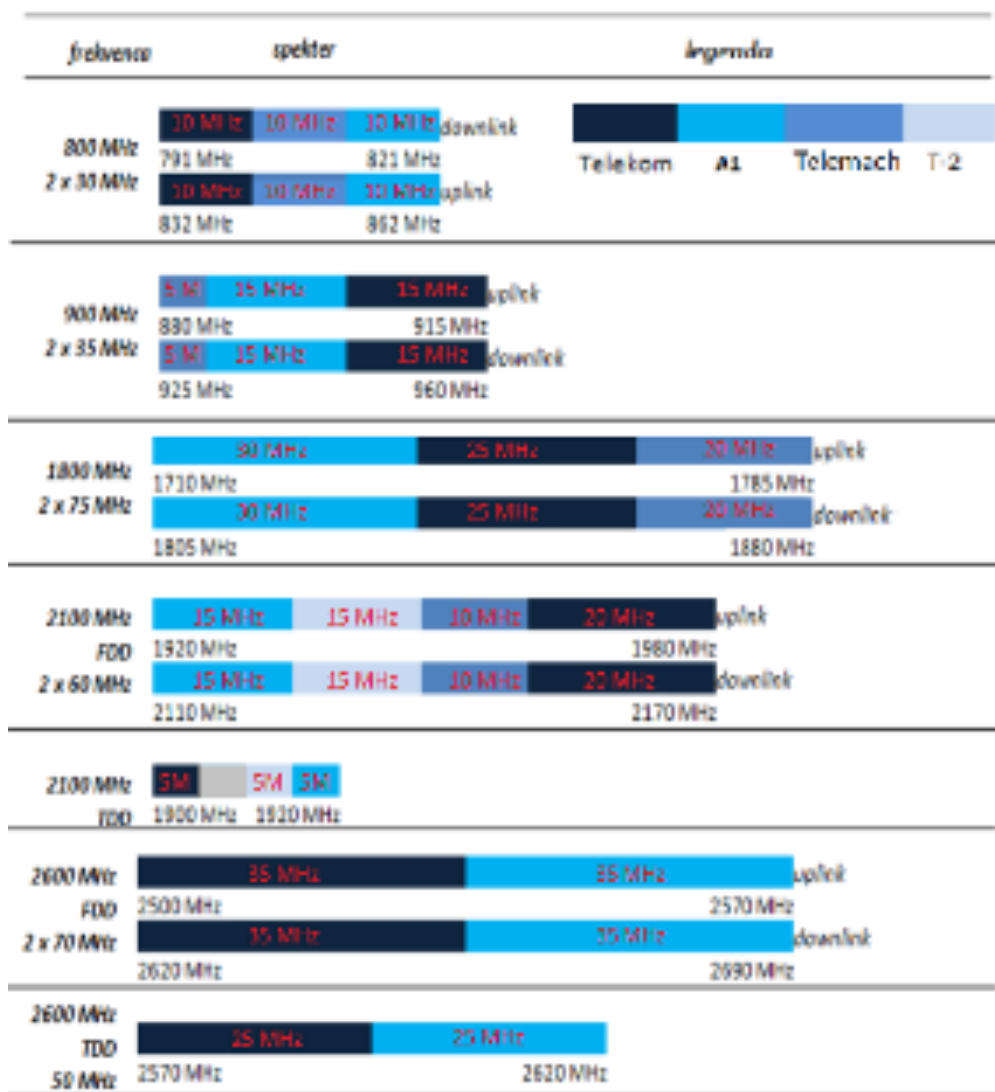 frekvenca spekter legenda
10 MHz 10 MHz 10 MHz downlink
800 MHz 791 MHz 821 MHz Telekom A1 Telemach T-2
2 x 30 MHz 10 MHz 10 MHz 10 MHz uplink
832 MHz 862 MHz
5 M 15 MHz 15 MHz uplink
900 MHz 880 MHz 915 MHz
2 x 35 MHz 5 M 15 MHz 15 MHz downlink
925 MHz 960 MHz
30 MHz 25 MHz 20 MHz uplink
1800 MHz 1710 MHz 1785 MHz
2 x 75 MHz 30 MHz 25 MHz 20 MHz downlink
1805 MHz 1880 MHz
2100 MHz 15 MHz 15 MHz 10 MHz 20 MHz uplink
FDD 1920 MHz 1980 MHz
2 x 60 MHz 15 MHz 15 MHz 10 MHz 20 MHz downlink
2110 MHz 2170 MHz
2100 MHz 5M 5M 5M
TDD 1900 MHz 1920 MHz
2600 MHz 35 MHz 35 MHz uplink
FDD 2500 MHz 2570 MHz
2 x 70 MHz 35 MHz 35 MHz downlink
2620 MHz 2690 MHz
2600 MHz
TDD 25 MHz 25 MHz
50 MHz 2570 MHz 2620 MHz